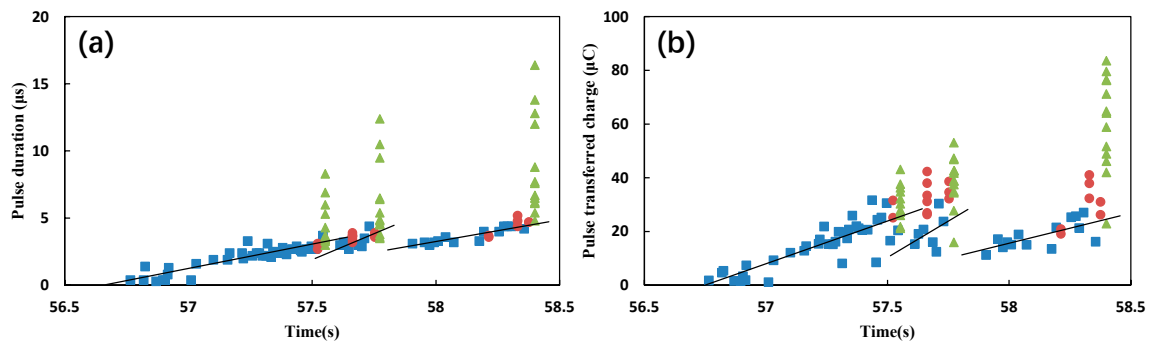 (a)
Pulse duration (μs)
20
15
10
5
0
56.5 57 57.5 58 58.5
Time(s)
(b)
Pulse transferred charge (μC)
100
80
60
40
20
0
56.5 57 57.5 58 58.5
Time(s)